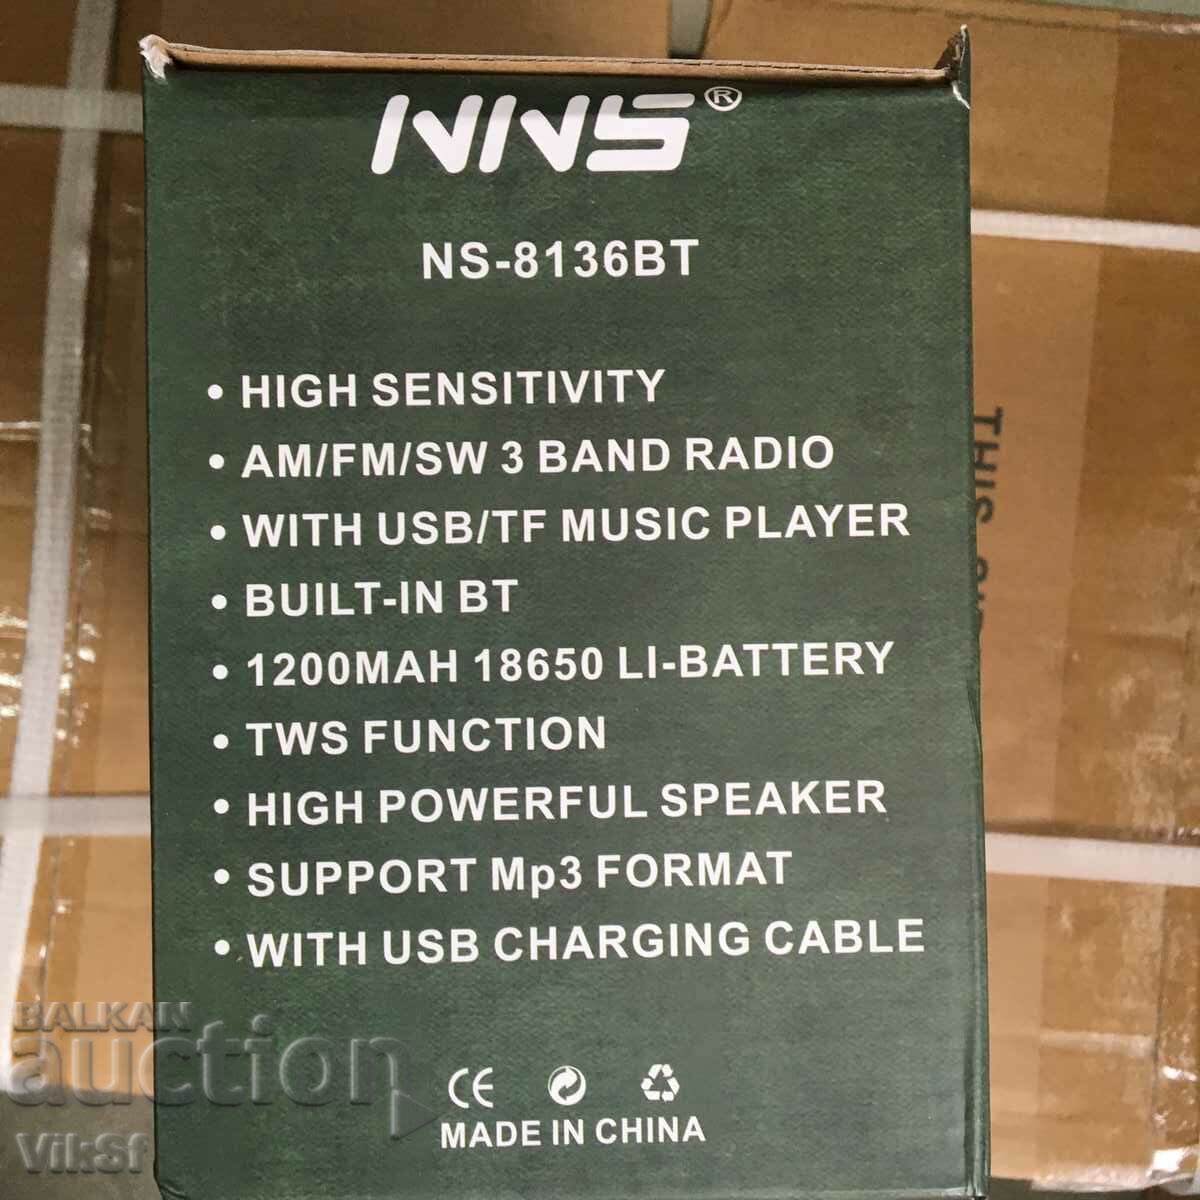 NNS®
NS-8136BT
• HIGH SENSITIVITY
• AM/FM/SW 3 BAND RADIO
• WITH USB/TF MUSIC PLAYER
• BUILT-IN BT
• 1200MAH 18650 LI-BATTERY
• TWS FUNCTION
• HIGH POWERFUL SPEAKER
• SUPPORT Mp3 FORMAT
• WITH USB CHARGING CABLE
CE
MADE IN CHINA
THIS
BALKAN
auction
VikSf